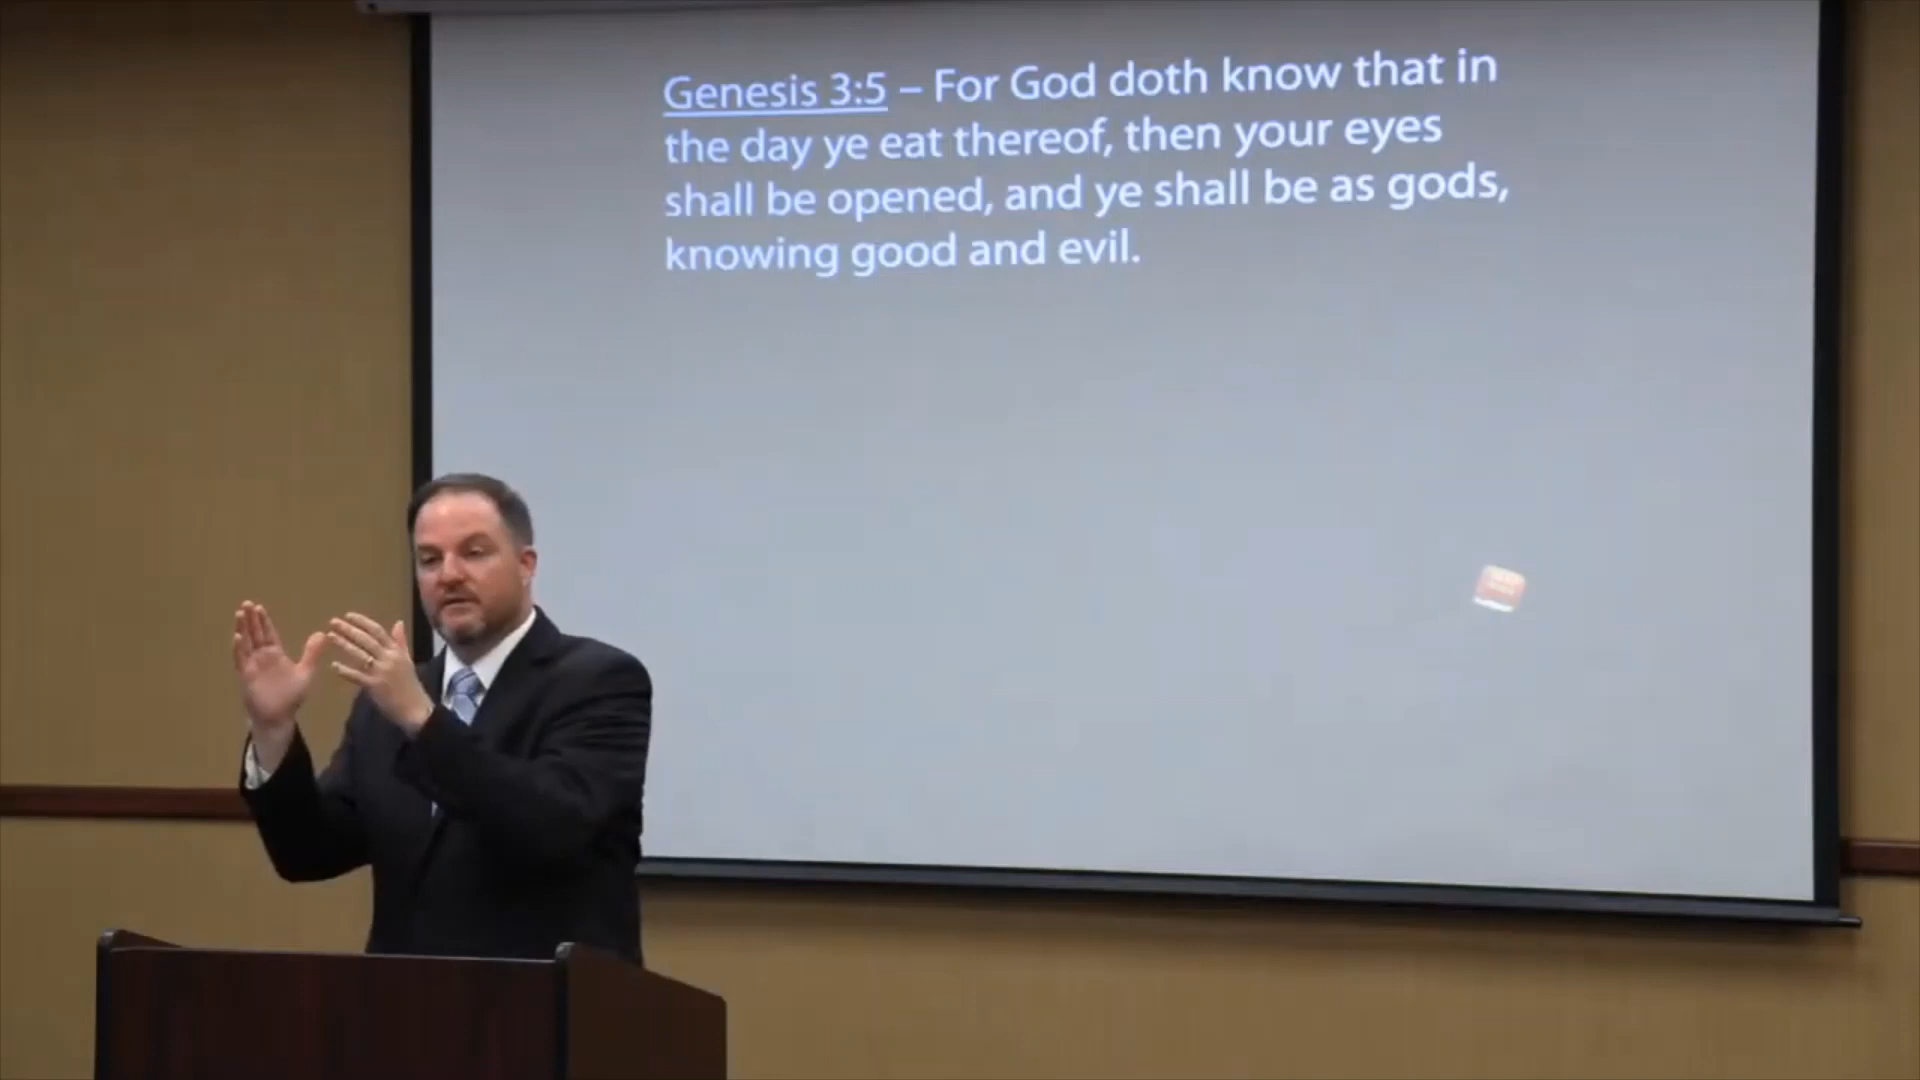 Genesis 3:5 – For God doth know that in
the day ye eat thereof, then your eyes
shall be opened, and ye shall be as gods,
knowing good and evil.